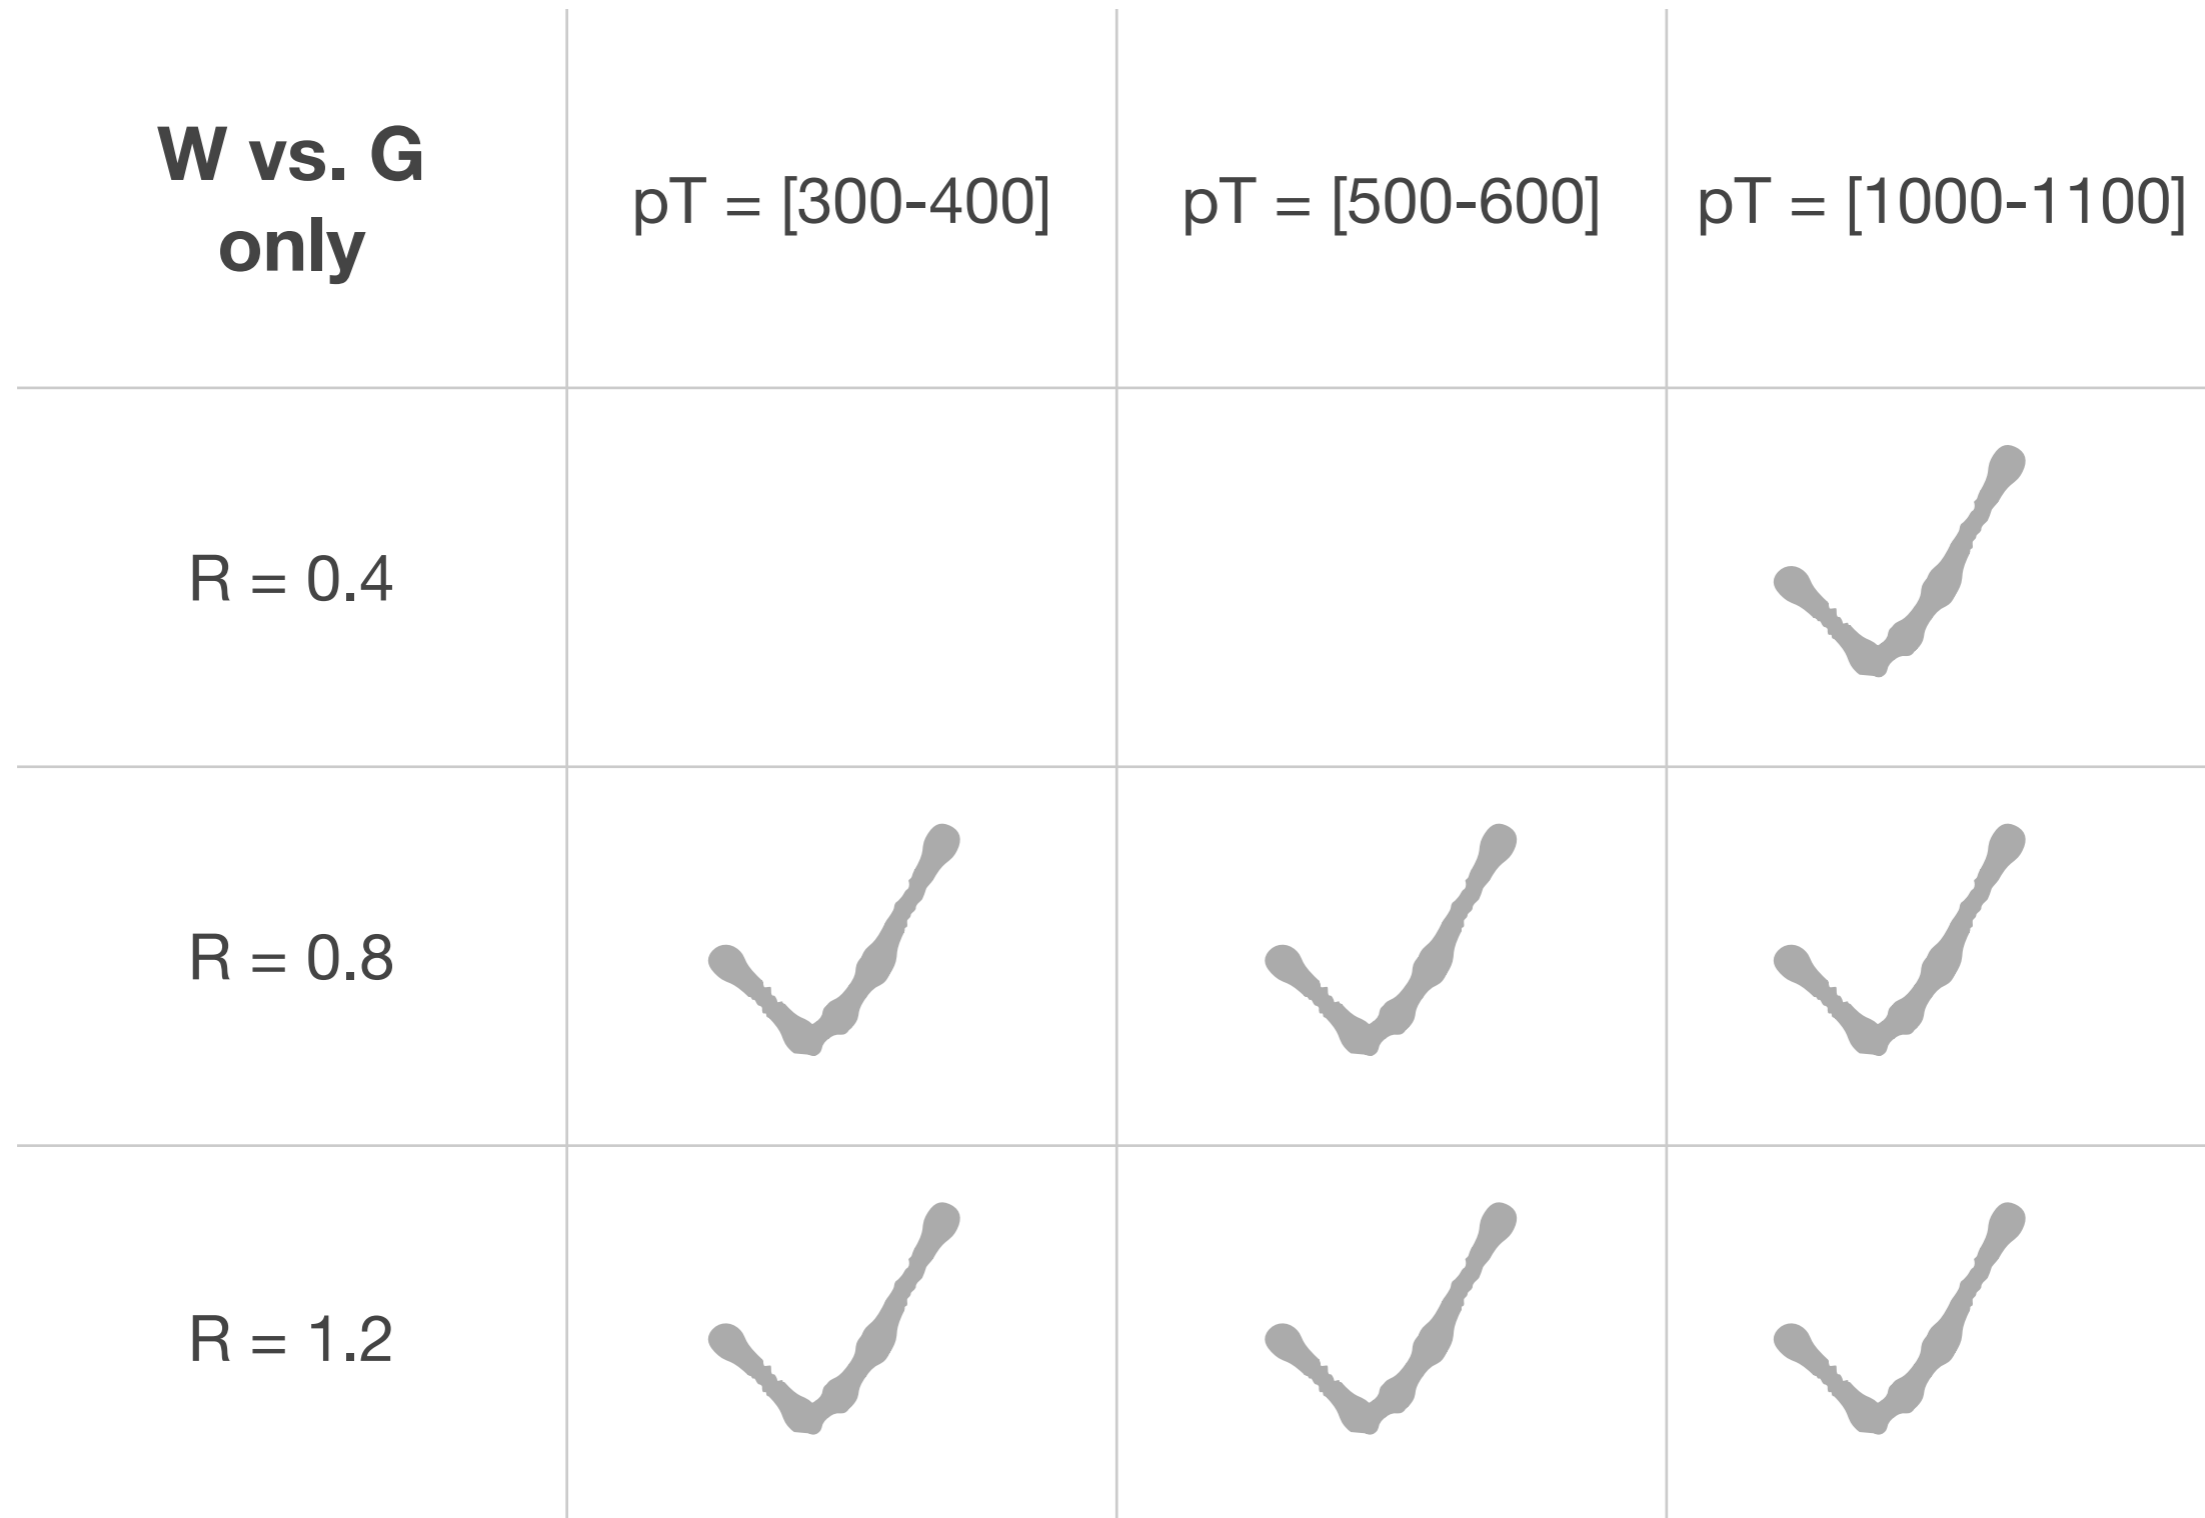 W vs. G
only
pT = [300-400]
pT = [500-600]
pT = [1000-1100]
R = 0.4
R = 0.8
R = 1.2